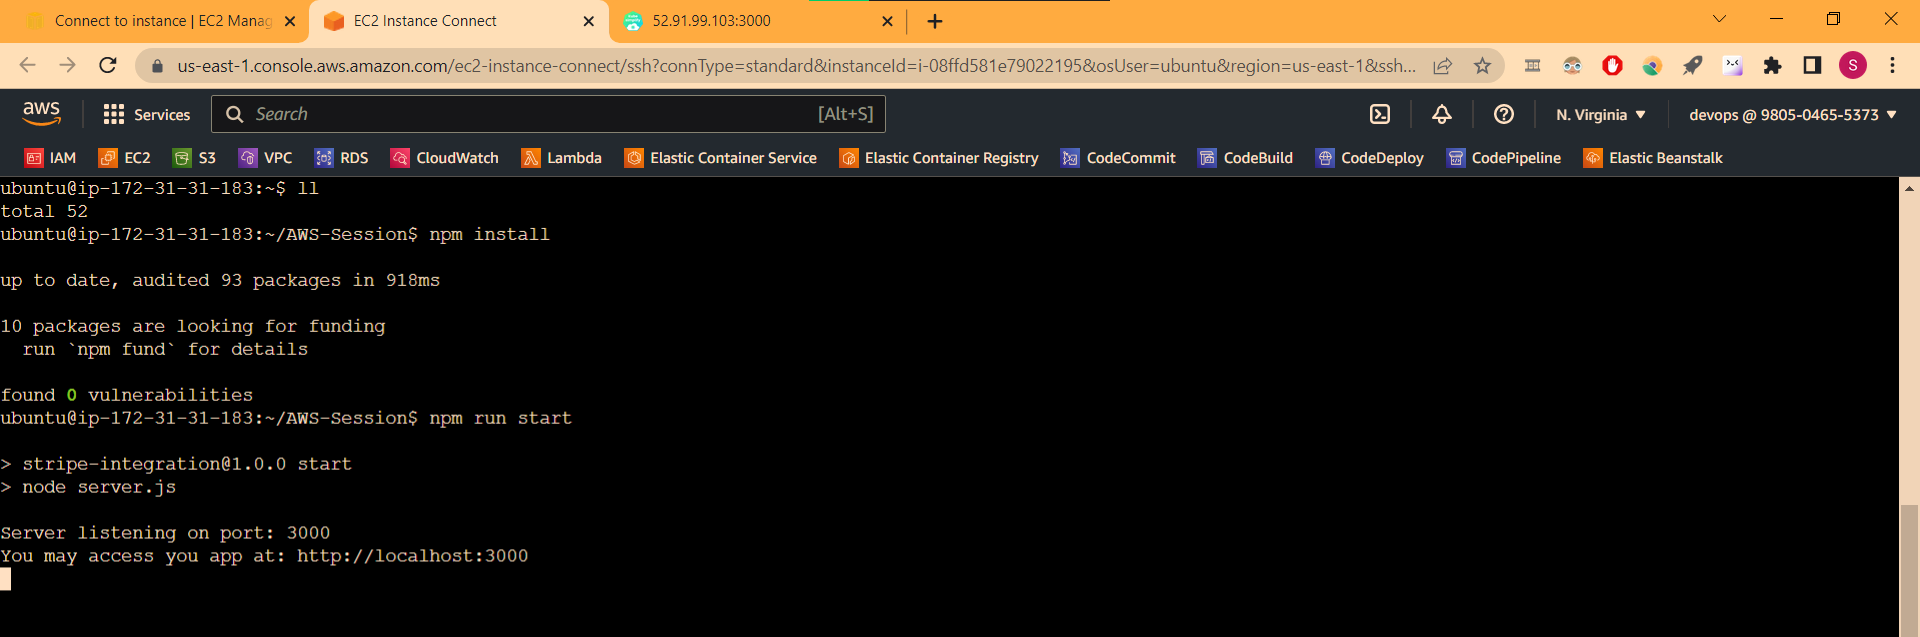 Connect to instance | EC2 Manag
EC2 Instance Connect
52.91.99.103:3000
us-east-1.console.aws.amazon.com/ec2-instance-connect/ssh?connType=standard&instanceId=i-08ffd581e79022195&osUser=ubuntu&region=us-east-1&ssh...
S
aws
Services
Search
[Alt+S]
N. Virginia
devops @ 9805-0465-5373
IAM
EC2
S3
VPC
RDS
CloudWatch
Lambda
Elastic Container Service
Elastic Container Registry
CodeCommit
CodeBuild
CodeDeploy
CodePipeline
Elastic Beanstalk
ubuntu@ip-172-31-31-183:~$ ll
total 52
ubuntu@ip-172-31-31-183:~/AWS-Session$ npm install
up to date, audited 93 packages in 918ms
10 packages are looking for funding
run `npm fund` for details
found 0 vulnerabilities
ubuntu@ip-172-31-31-183:~/AWS-Session$ npm run start
> stripe-integration@1.0.0 start
> node server.js
Server listening on port: 3000
You may access you app at: http://localhost:3000